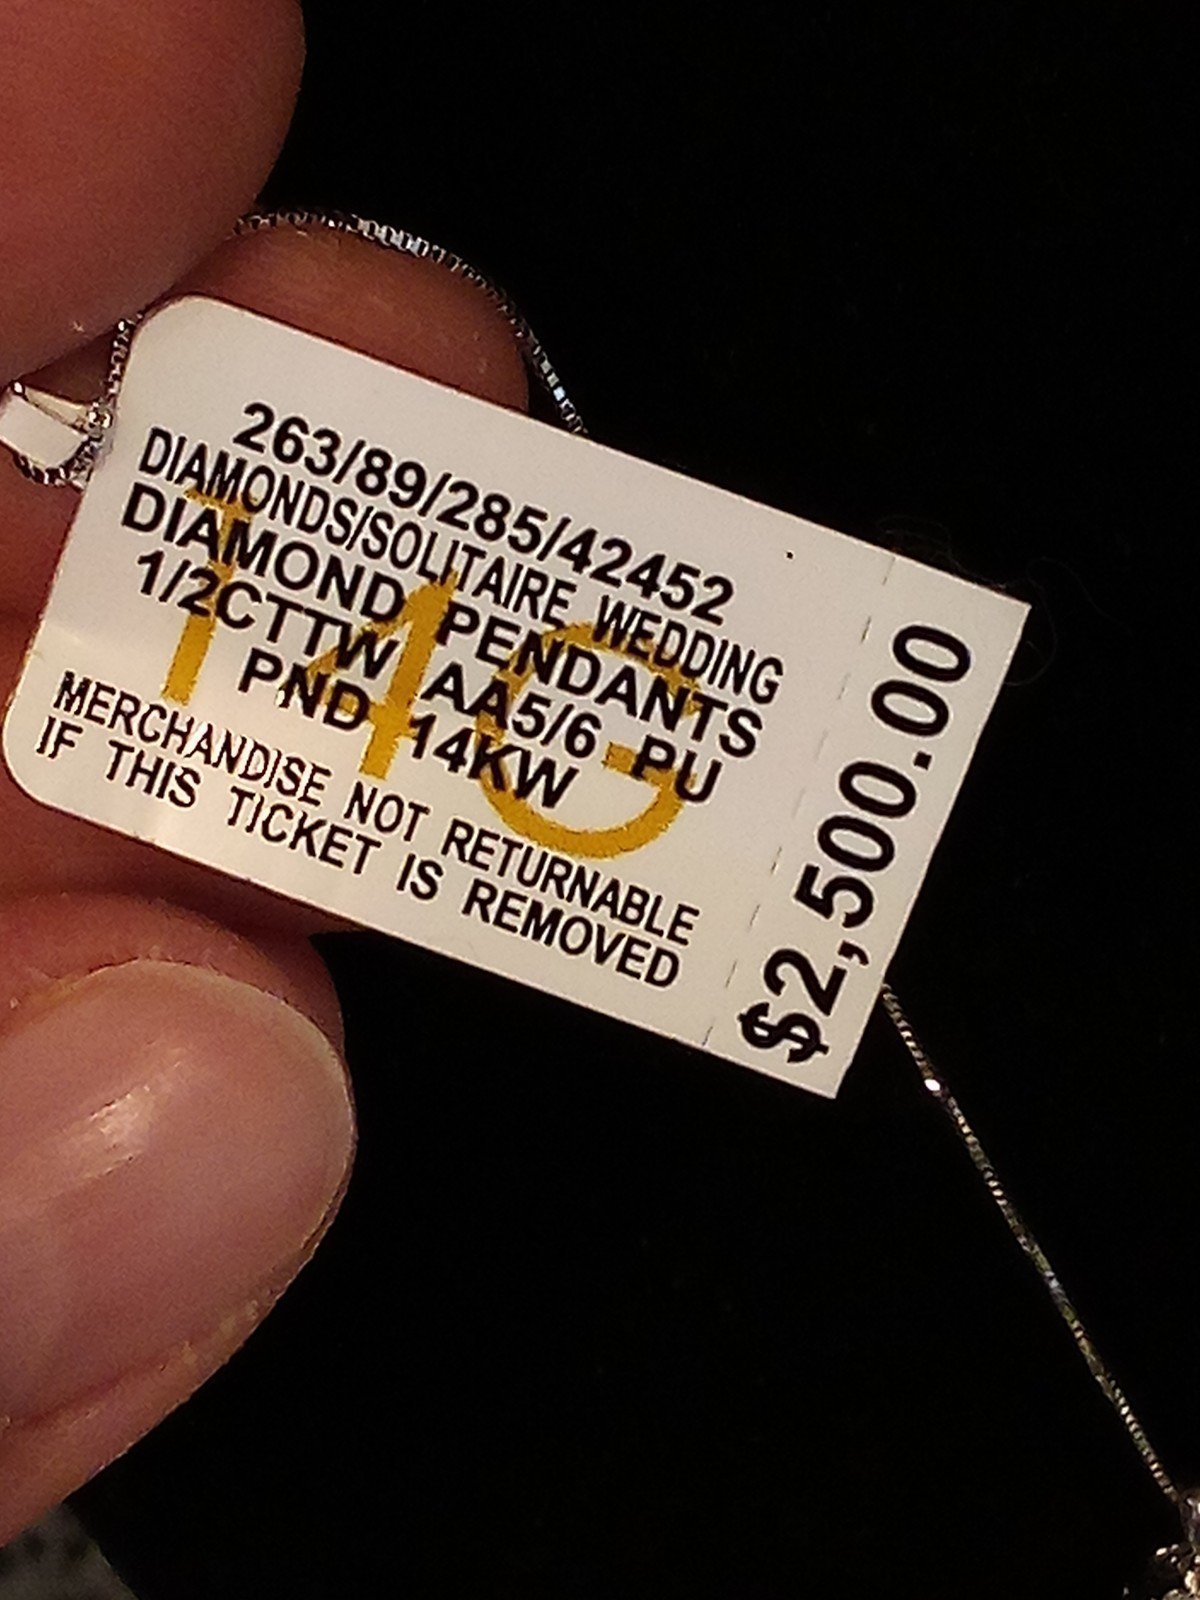 263/89/285/42452
DIAMONDS/SOLITAIRE WEDDING
DIAMOND PENDANTS
1/2CTTW AA5/6 PU
PND 14KW
14G
MERCHANDISE NOT RETURNABLE
IF THIS TICKET IS REMOVED
$2,500.00